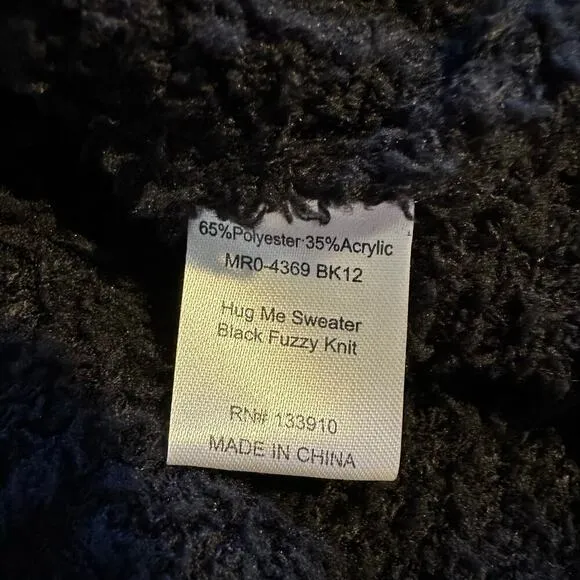 65%Polyester 35%Acrylic
MR0-4369 BK12
Hug Me Sweater
Black Fuzzy Knit
RN# 133910
MADE IN CHINA